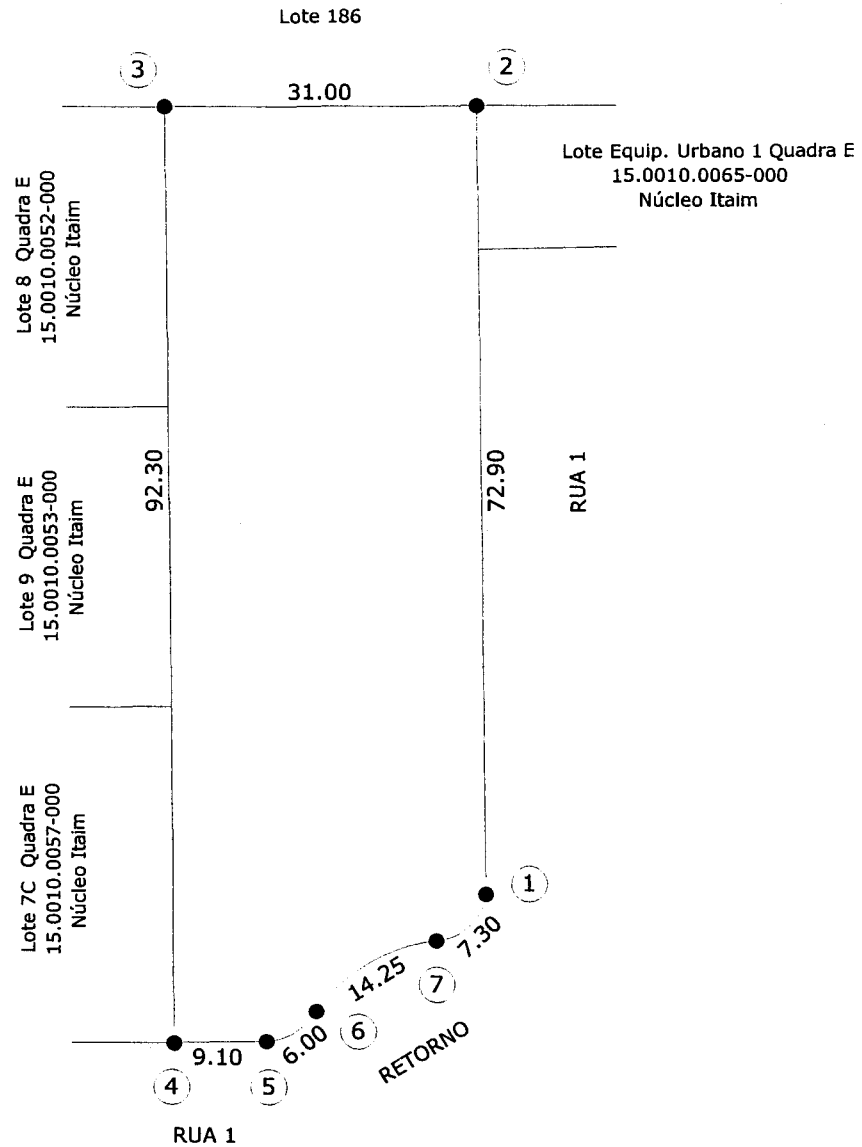 Lote 186
3
2
31.00
Lote Equip. Urbano 1 Quadra E
15.0010.0065-000
Núcleo Itaim
Lote 8 Quadra E
15.0010.0052-000
Núcleo Itaim
92.30
72.90
RUA 1
Lote 9 Quadra E
15.0010.0053-000
Núcleo Itaim
Lote 7C Quadra E
15.0010.0057-000
Núcleo Itaim
1
7.30
7
14.25
6
6.00
RETORNO
9.10
4
5
RUA 1